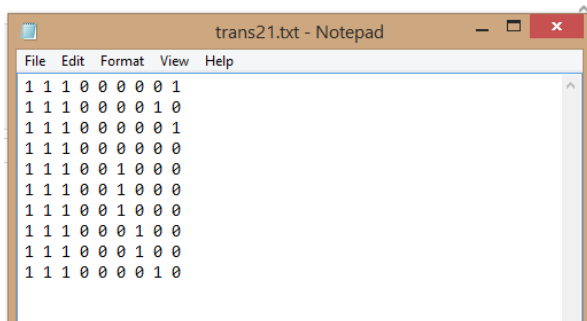 trans21.txt - Notepad
File Edit Format View Help
1 1 1 0 0 0 0 0 1
1 1 1 0 0 0 0 1 0
1 1 1 0 0 0 0 0 1
1 1 1 0 0 0 0 0 0
1 1 1 0 0 1 0 0 0
1 1 1 0 0 1 0 0 0
1 1 1 0 0 1 0 0 0
1 1 1 0 0 0 1 0 0
1 1 1 0 0 0 1 0 0
1 1 1 0 0 0 0 1 0